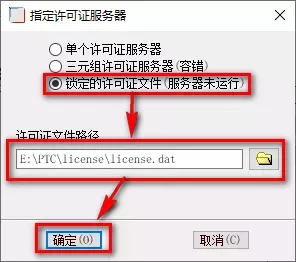 指定许可证服务器
单个许可证服务器
三元组许可证服务器(容错)
锁定的许可证文件(服务器未运行)
许可证文件路径
E:\PTC\license\license.dat
确定(O) 取消(C)